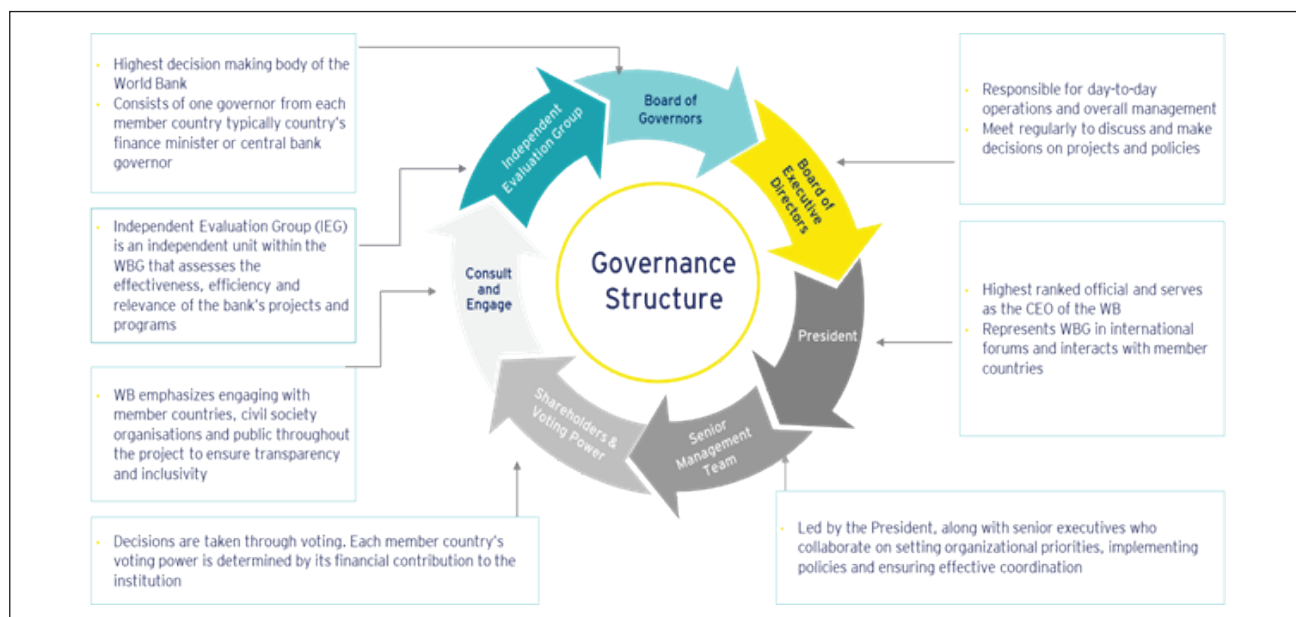 • Highest decision making body of the
World Bank
• Consists of one governor from each
member country typically country's
finance minister or central bank
governor
• Independent Evaluation Group (IEG)
is an independent unit within the
WBG that assesses the
effectiveness, efficiency and
relevance of the bank's projects and
programs
• WB emphasizes engaging with
member countries, civil society
organisations and public throughout
the project to ensure transparency
and inclusivity
• Decisions are taken through voting. Each member country's
voting power is determined by its financial contribution to the
institution
Governance
Structure
Board of
Governors
Board of
Executive
Directors
President
Senior
Management
Team
Shareholders &
Voting Power
Consult
and
Engage
Independent
Evaluation Group
• Responsible for day-to-day
operations and overall management
• Meet regularly to discuss and make
decisions on projects and policies
• Highest ranked official and serves
as the CEO of the WB
• Represents WBG in international
forums and interacts with member
countries
• Led by the President, along with senior executives who
collaborate on setting organizational priorities, implementing
policies and ensuring effective coordination